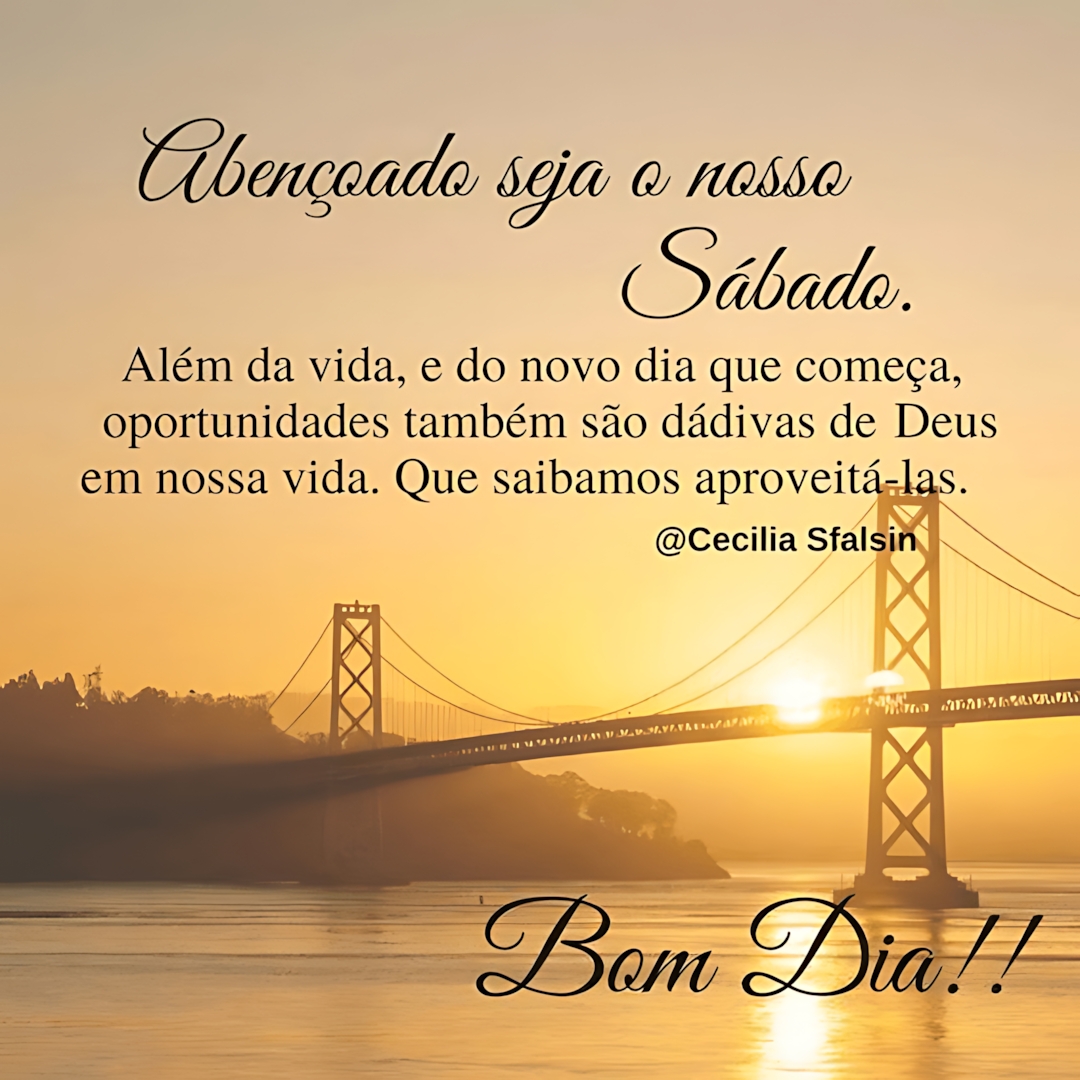 Abençoado seja o nosso
Sábado.
Além da vida, e do novo dia que começa,
oportunidades também são dádivas de Deus
em nossa vida. Que saibamos aproveitá-las.
@Cecilia Sfalsin
Bom Dia!!